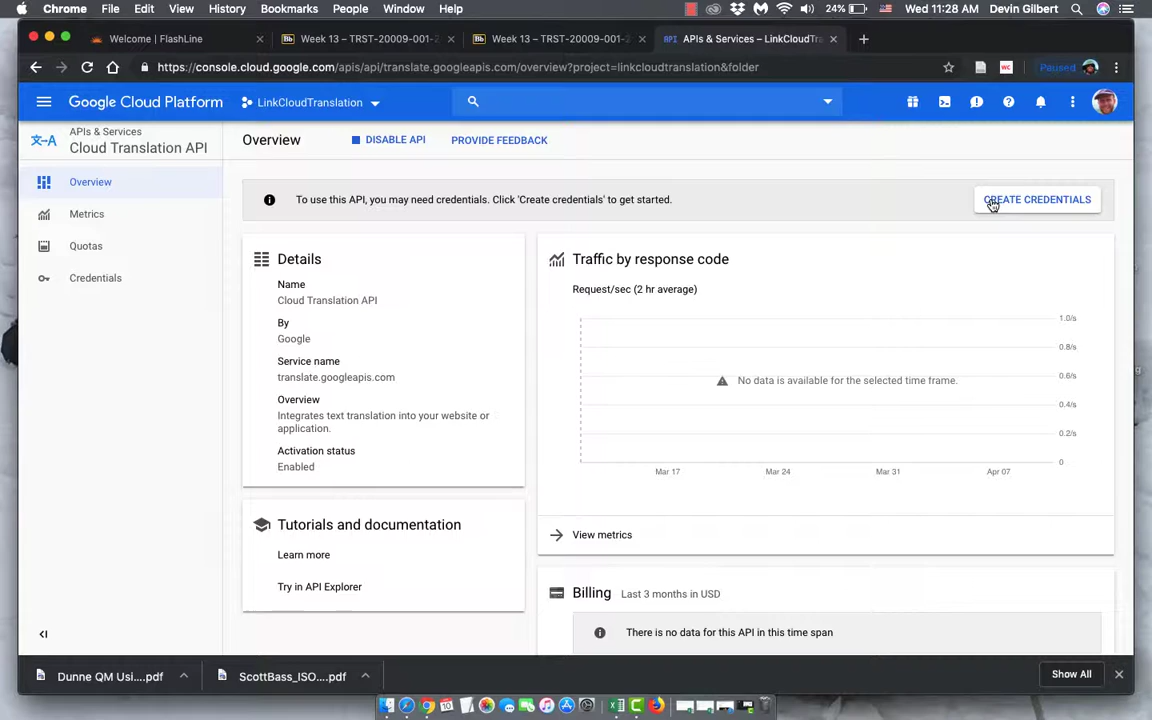 Chrome File Edit View History Bookmarks People Window Help 24% Wed 11:28 AM Devin Gilbert
Welcome | FlashLine
Bb Week 13 – TRST-20009-001-2
Bb Week 13 – TRST-20009-001-2
API APIs & Services – LinkCloudTr
https://console.cloud.google.com/apis/api/translate.googleapis.com/overview?project=linkcloudtranslation&folder
WC
Paused
Google Cloud Platform
LinkCloudTranslation
APIs & Services
Cloud Translation API
Overview
DISABLE API
PROVIDE FEEDBACK
Overview
Metrics
Quotas
Credentials
To use this API, you may need credentials. Click 'Create credentials' to get started.
CREATE CREDENTIALS
Details
Name
Cloud Translation API
By
Google
Service name
translate.googleapis.com
Overview
Integrates text translation into your website or
application.
Activation status
Enabled
Tutorials and documentation
Learn more
Try in API Explorer
Traffic by response code
Request/sec (2 hr average)
1.0/s
0.8/s
0.6/s
No data is available for the selected time frame.
0.4/s
0.2/s
0
Mar 17
Mar 24
Mar 31
Apr 07
View metrics
Billing Last 3 months in USD
There is no data for this API in this time span
Dunne QM Usi....pdf
ScottBass_ISO....pdf
Show All